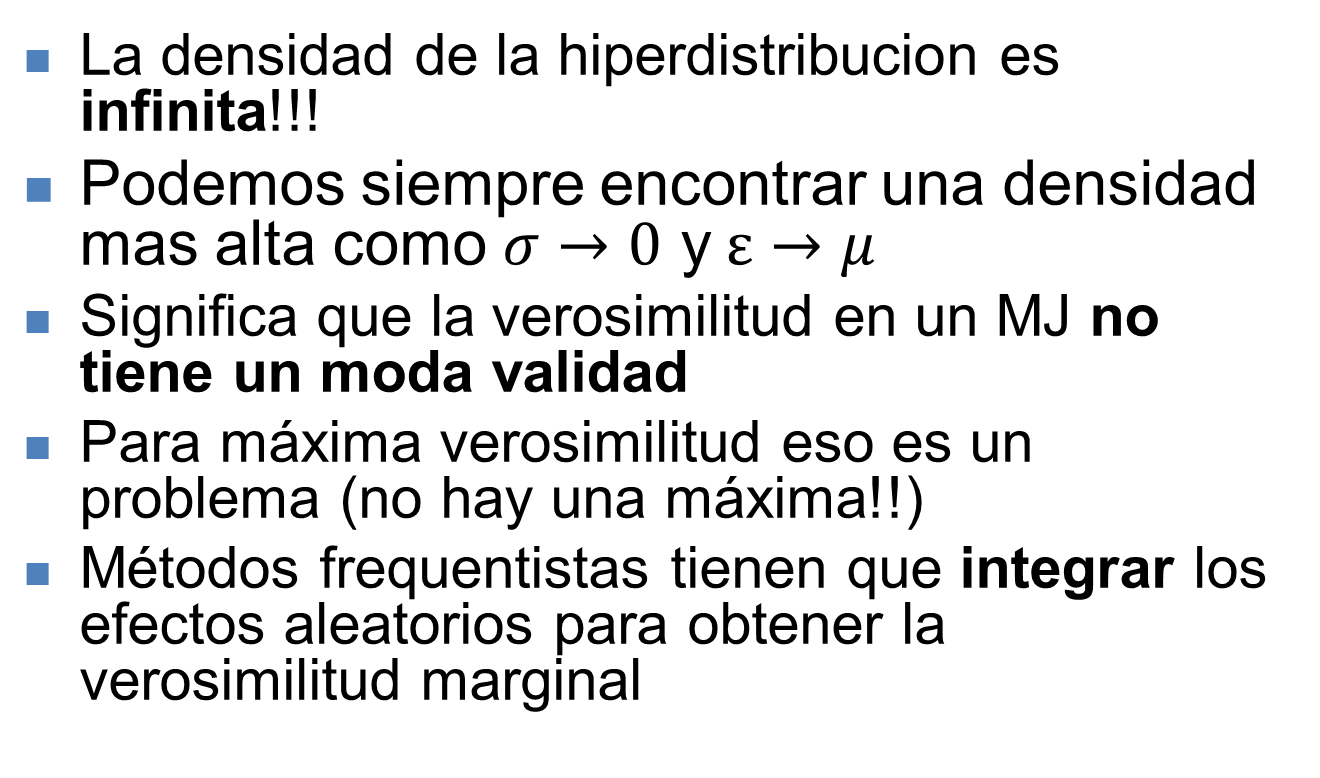 La densidad de la hiperdistribucion es
infinita!!!
Podemos siempre encontrar una densidad
mas alta como σ → 0 y ε → μ
Significa que la verosimilitud en un MJ no
tiene un moda validad
Para máxima verosimilitud eso es un
problema (no hay una máxima!!)
Métodos frequentistas tienen que integrar los
efectos aleatorios para obtener la
verosimilitud marginal